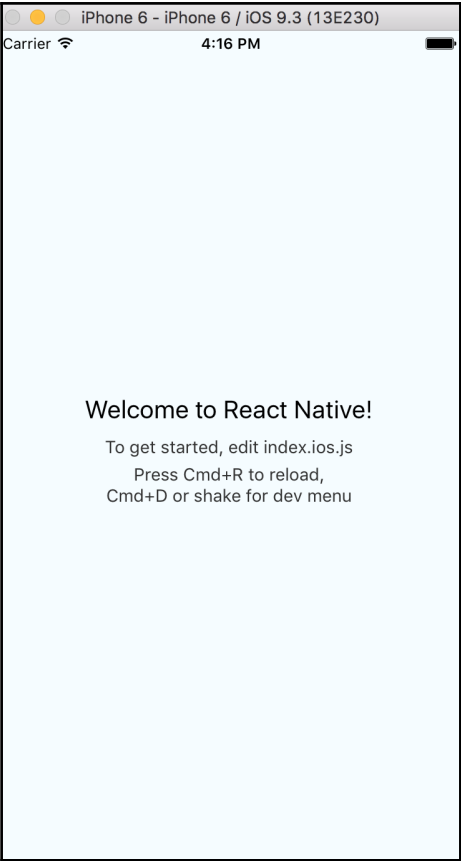 iPhone 6 - iPhone 6 / iOS 9.3 (13E230)
Carrier 4:16 PM
Welcome to React Native!
To get started, edit index.ios.js
Press Cmd+R to reload,
Cmd+D or shake for dev menu